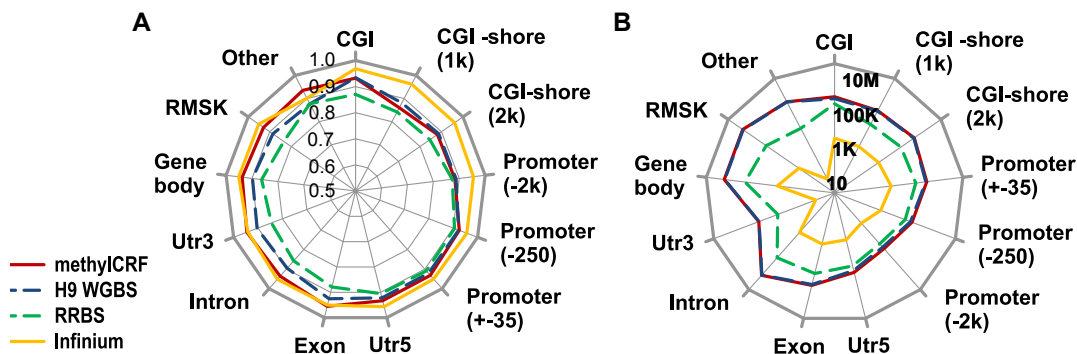 A
CGI
CGI -shore
(1k)
CGI-shore
(2k)
Promoter
(-2k)
Promoter
(-250)
Promoter
(+-35)
Utr5
Exon
Intron
Utr3
Gene
body
RMSK
Other
1.0
0.9
0.8
0.7
0.6
0.5
methylCRF
H9 WGBS
RRBS
Infinium
B
CGI
CGI -shore
(1k)
CGI-shore
(2k)
Promoter
(+-35)
Promoter
(-250)
Promoter
(-2k)
Utr5
Exon
Intron
Utr3
Gene
body
RMSK
Other
10M
100K
1K
10